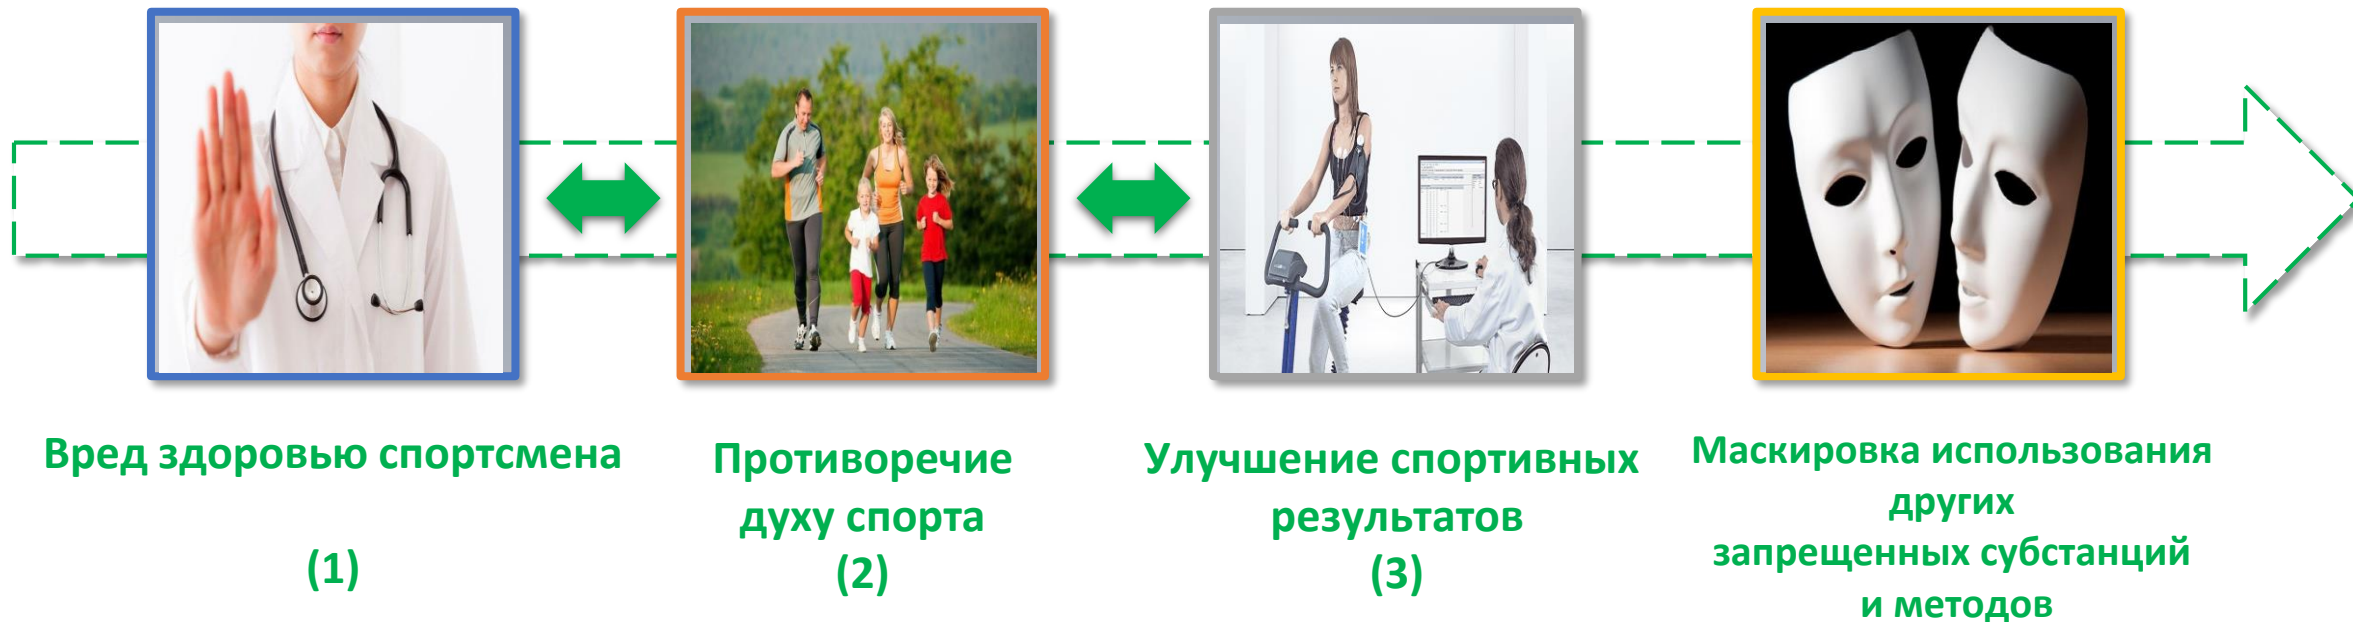 Вред здоровью спортсмена
(1)
Противоречие
духу спорта
(2)
Улучшение спортивных
результатов
(3)
Маскировка использования
других
запрещенных субстанций
и методов